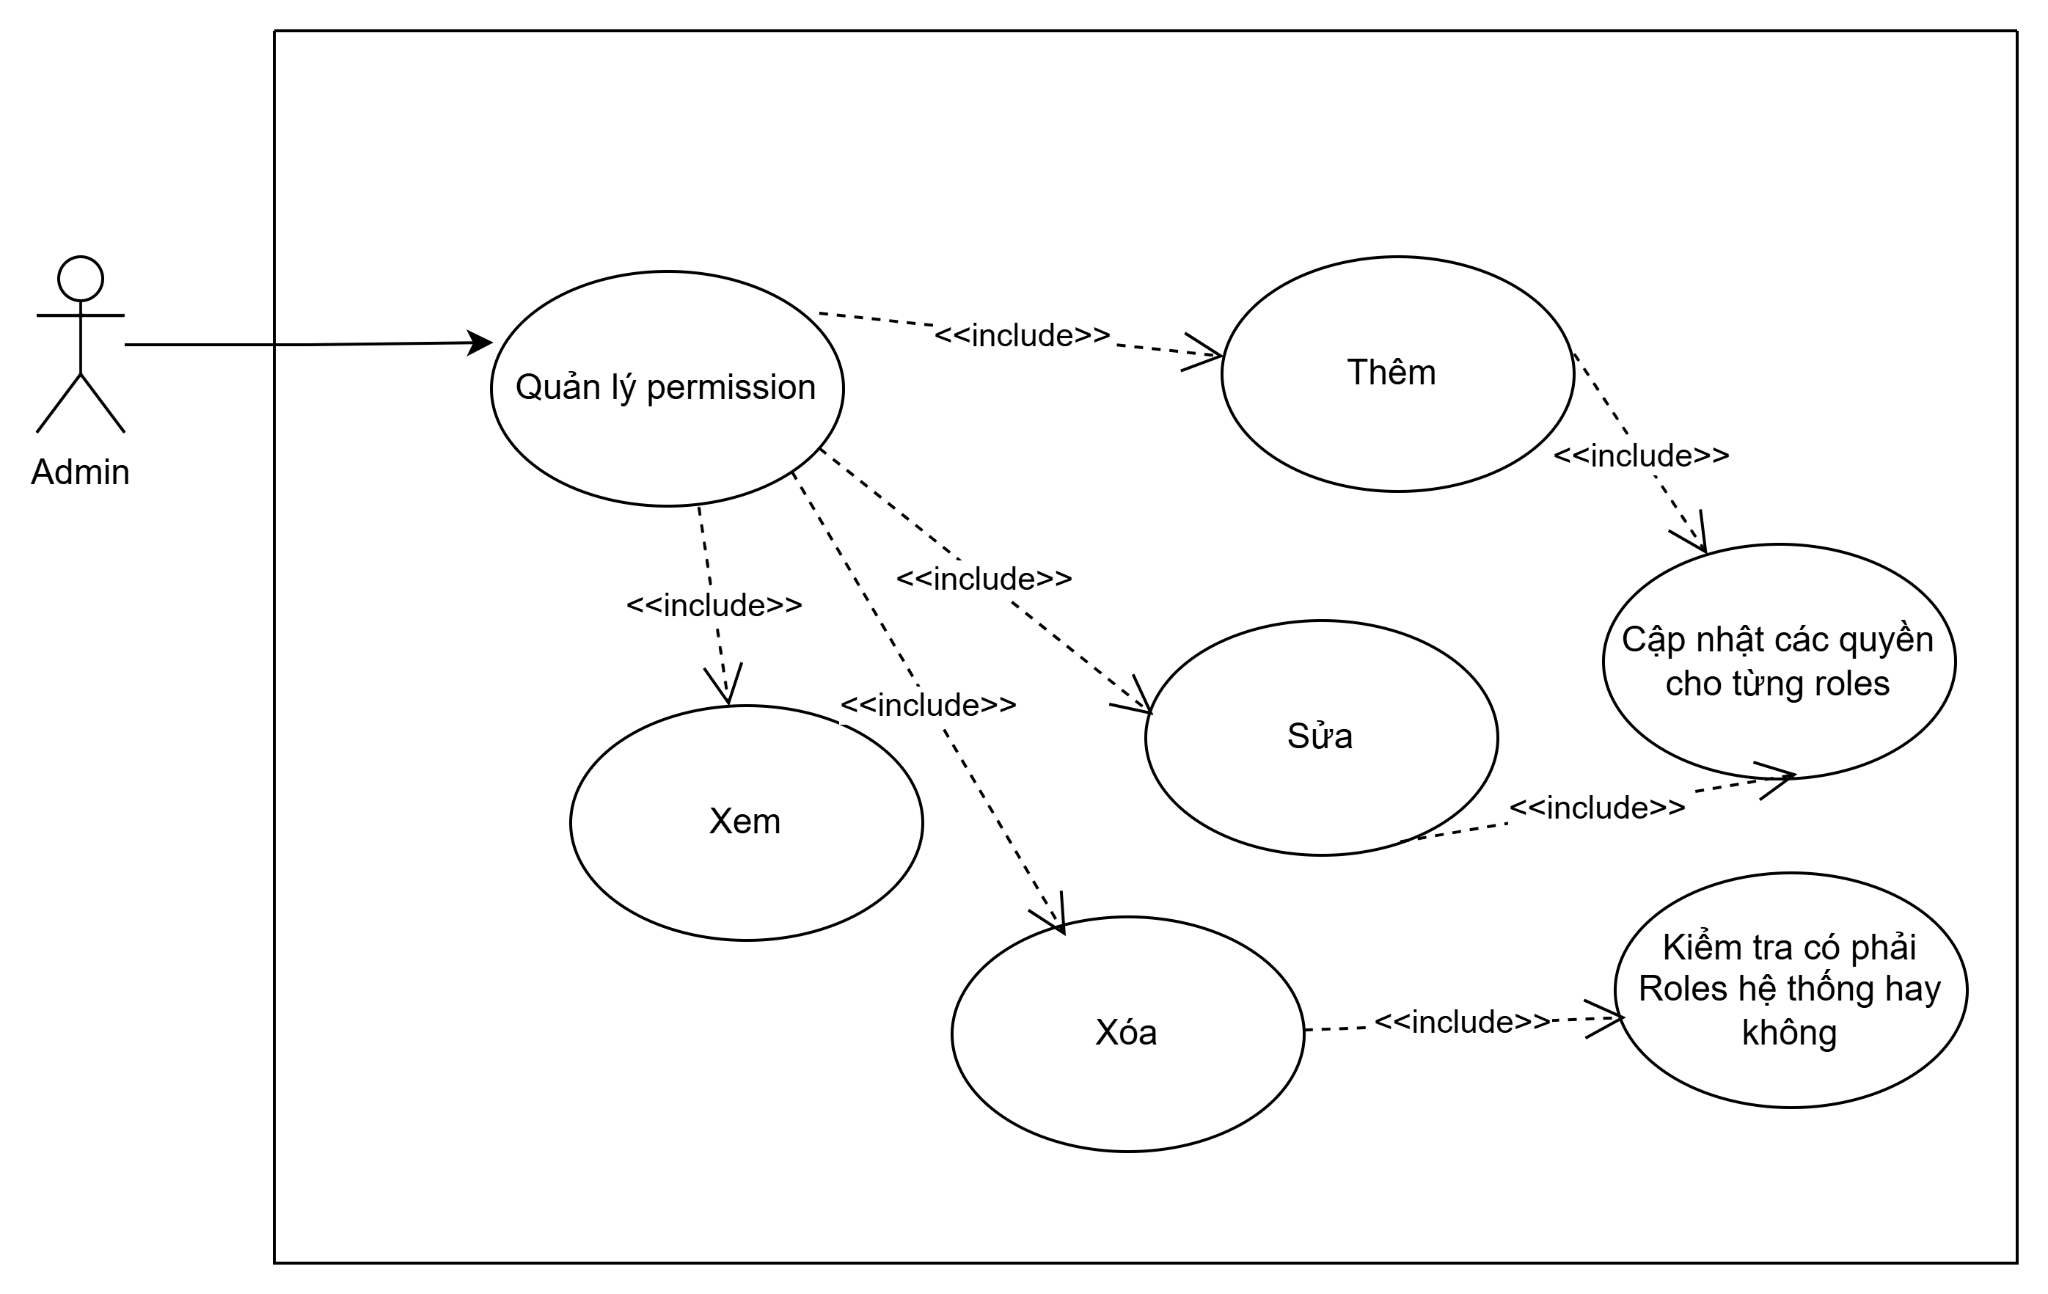 Admin
Quản lý permission
<<include>>
Thêm
<<include>>
<<include>>
<<include>>
Cập nhật các quyền
cho từng roles
<<include>>
Sửa
<<include>>
Xem
Kiểm tra có phải
Roles hệ thống hay
không
<<include>>
Xóa